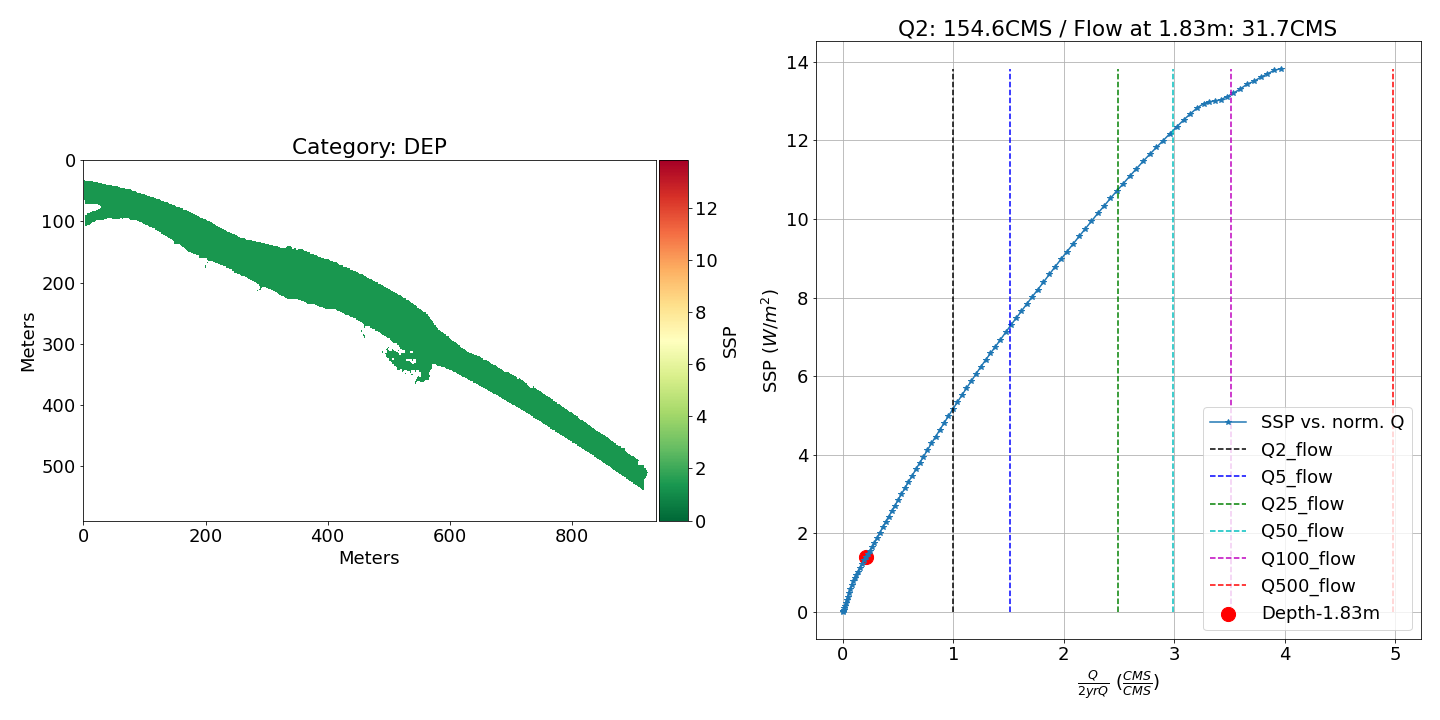 Category: DEP
0
100
200
300
400
500
Meters
0
200
400
600
800
Meters
12
10
8
6
4
2
0
SSP
Q2: 154.6CMS / Flow at 1.83m: 31.7CMS
14
12
10
8
6
4
2
0
SSP (W/m²)
0
1
2
3
4
5
Q/2yrQ (CMS/CMS)
SSP vs. norm. Q
Q2_flow
Q5_flow
Q25_flow
Q50_flow
Q100_flow
Q500_flow
Depth-1.83m